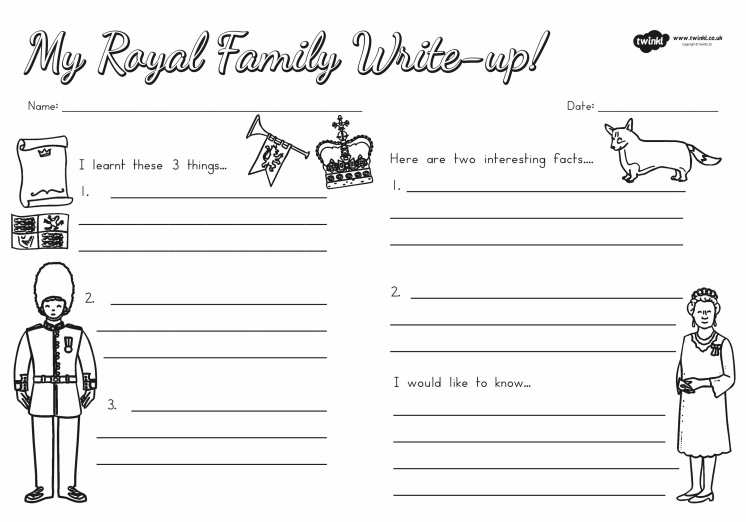 My Royal Family Write-up!
twinkl
www.twinkl.co.uk
Name:
Date:
I learnt these 3 things...
1.
2.
3.
Here are two interesting facts....
1.
2.
I would like to know...